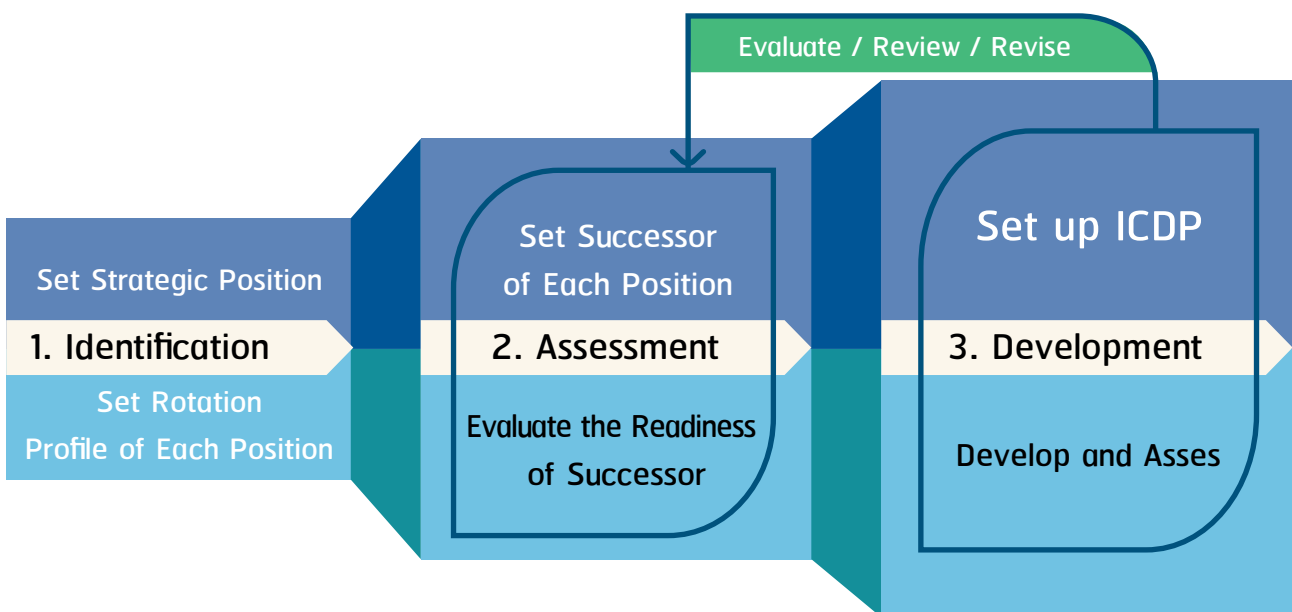 Evaluate / Review / Revise
Set Strategic Position
1. Identification
Set Rotation
Profile of Each Position
Set Successor
of Each Position
2. Assessment
Evaluate the Readiness
of Successor
Set up ICDP
3. Development
Develop and Asses